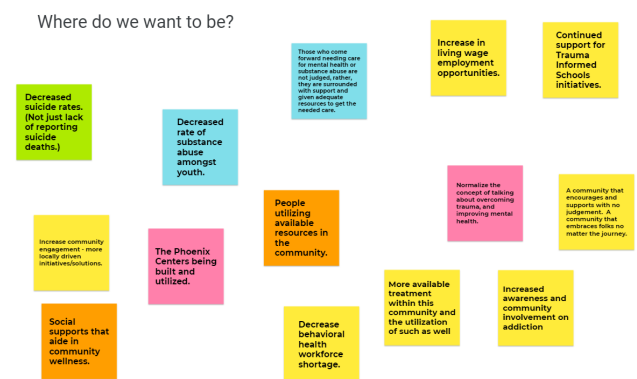 Where do we want to be?
Those who come
forward needing care
for mental health or
substance abuse are
not judged, rather,
they are surrounded
with support and
given adequate
resources to get the
needed care.
Increase in
living wage
employment
opportunities.
Continued
support for
Trauma
Informed
Schools
initiatives.
Decreased
suicide rates.
(Not just lack
of reporting
suicide
deaths.)
Decreased
rate of
substance
abuse
amongst
youth.
People
utilizing
available
resources in
the
community.
Normalize the
concept of talking
about overcoming
trauma, and
improving mental
health.
A community that
encourages and
supports with no
judgement. A
community that
embraces folks no
matter the journey.
Increase community
engagement - more
locally driven
initiatives/solutions.
The Phoenix
Centers being
built and
utilized.
More available
treatment
within this
community and
the utilization
of such as well
Increased
awareness and
community
involvement on
addiction
Social
supports that
aide in
community
wellness.
Decrease
behavioral
health
workforce
shortage.